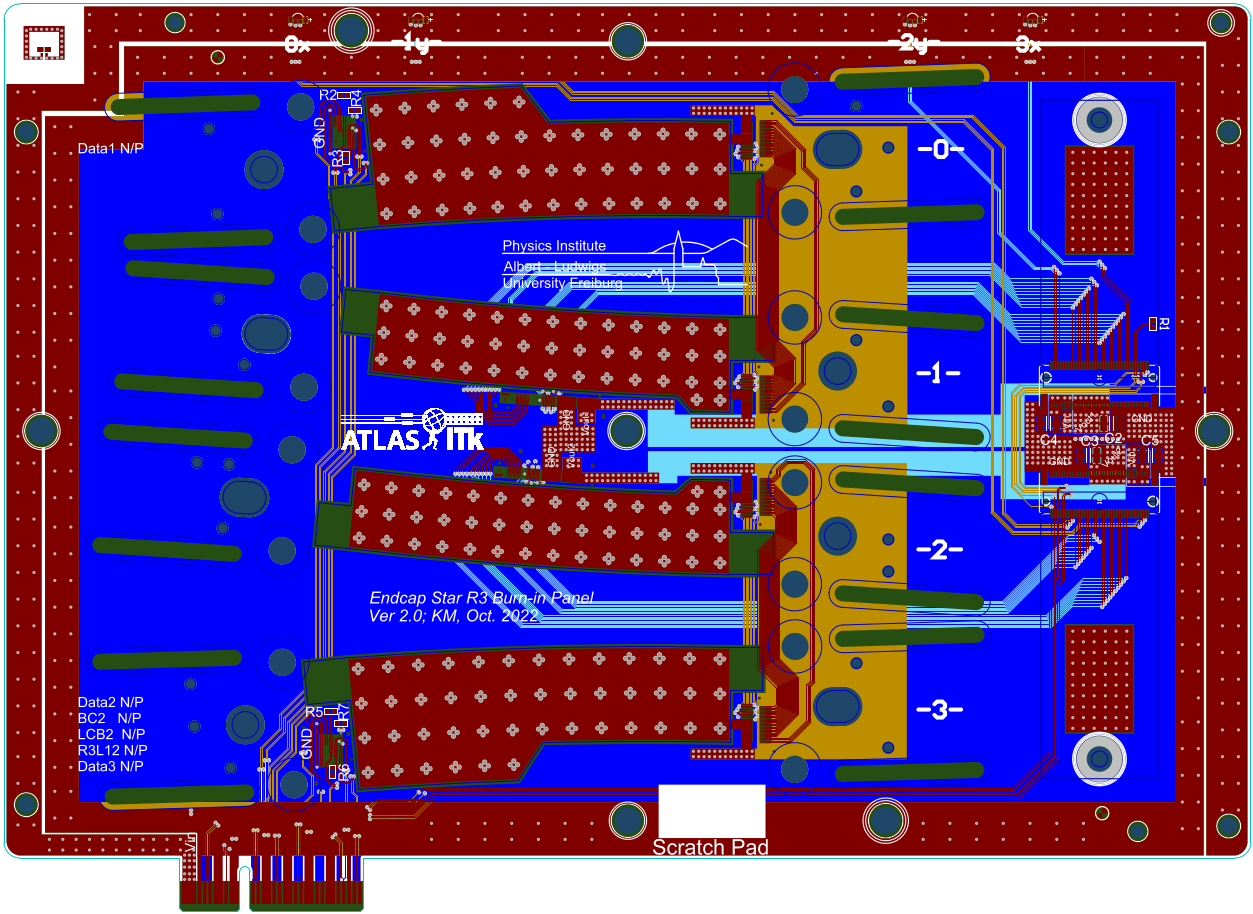 0x
-1y-
-2y-
3x
R2
R4
GND
R3
Data1 N/P
-0-
Physics Institute
Albert - Ludwigs
University Freiburg
R1
-1-
ATLAS ITk
GND
C4
C3
C2
C5
GND
GND
-2-
Endcap Star R3 Burn-in Panel
Ver 2.0; KM, Oct. 2022
Data2 N/P
BC2 N/P
LCB2 N/P
R3L12 N/P
Data3 N/P
R5
R7
GND
R6
-3-
Vin
Scratch Pad